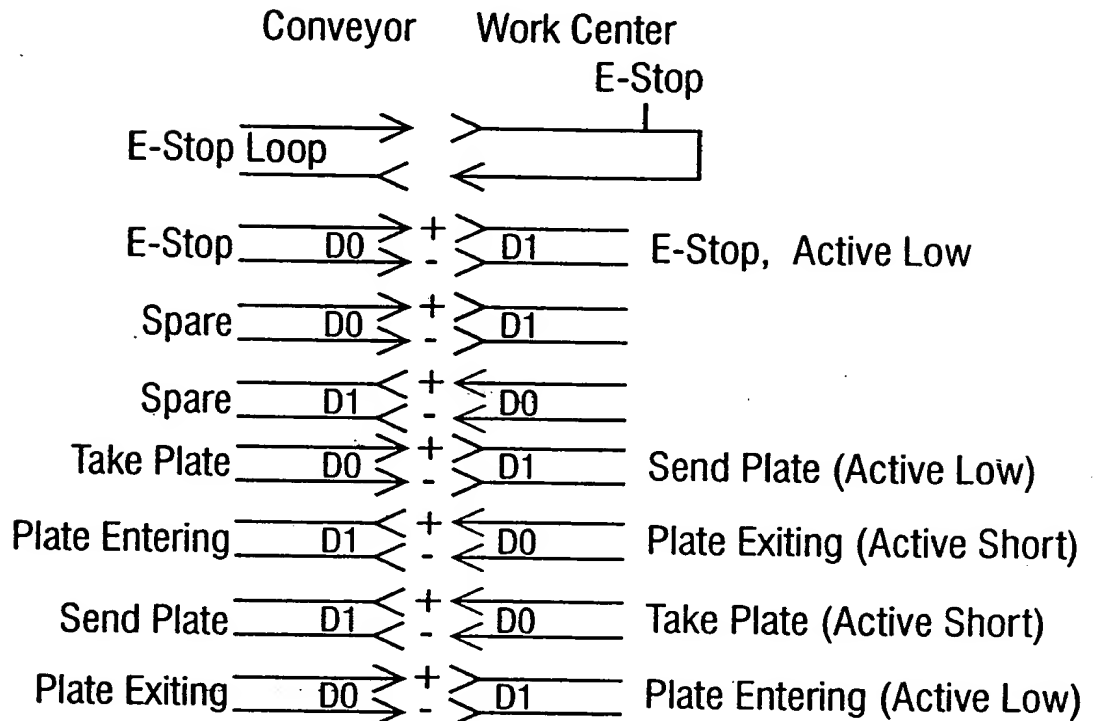 Conveyor Work Center
E-Stop
E-Stop Loop
+
E-Stop D0 D1 E-Stop, Active Low
-
+
Spare D0 D1
-
+
Spare D1 D0
-
+
Take Plate D0 D1 Send Plate (Active Low)
-
+
Plate Entering D1 D0 Plate Exiting (Active Short)
-
+
Send Plate D1 D0 Take Plate (Active Short)
-
+
Plate Exiting D0 D1 Plate Entering (Active Low)
-